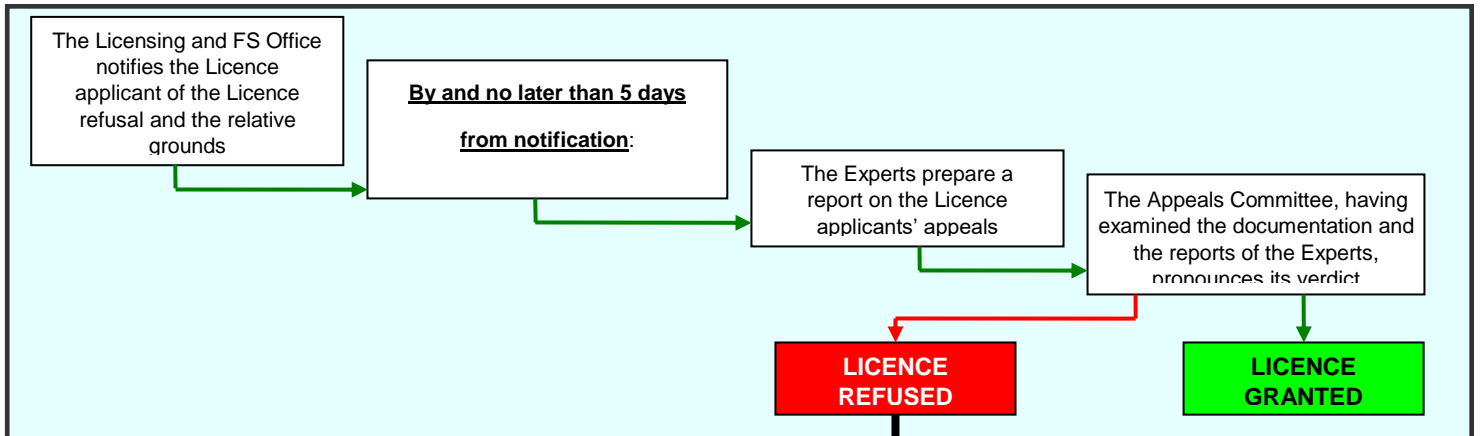 The Licensing and FS Office
notifies the Licence
applicant of the Licence
refusal and the relative
grounds
By and no later than 5 days
from notification:
The Experts prepare a
report on the Licence
applicants’ appeals
The Appeals Committee, having
examined the documentation and
the reports of the Experts,
pronounces its verdict
LICENCE
REFUSED
LICENCE
GRANTED